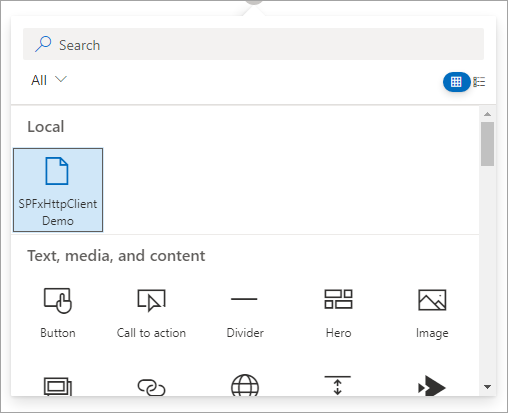 Search
All
Local
SPFxHttpClient
Demo
Text, media, and content
Button
Call to action
Divider
Hero
Image